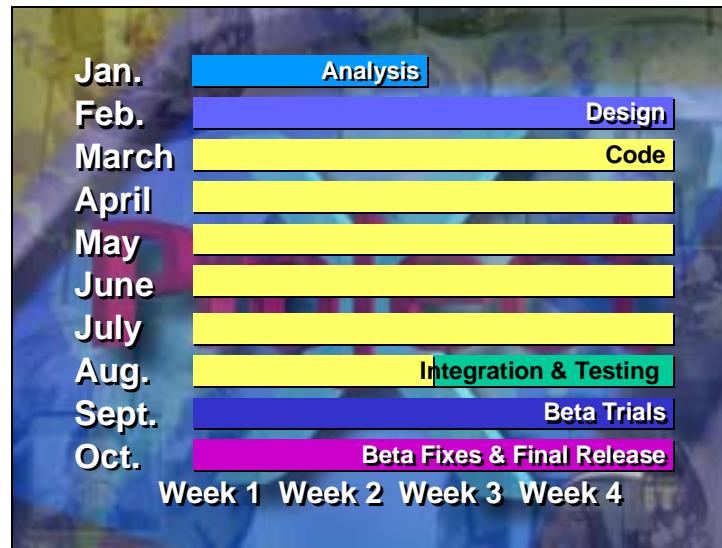 Jan. Analysis
Feb. Design
March Code
April
May
June
July
Aug. Integration & Testing
Sept. Beta Trials
Oct. Beta Fixes & Final Release
Week 1 Week 2 Week 3 Week 4